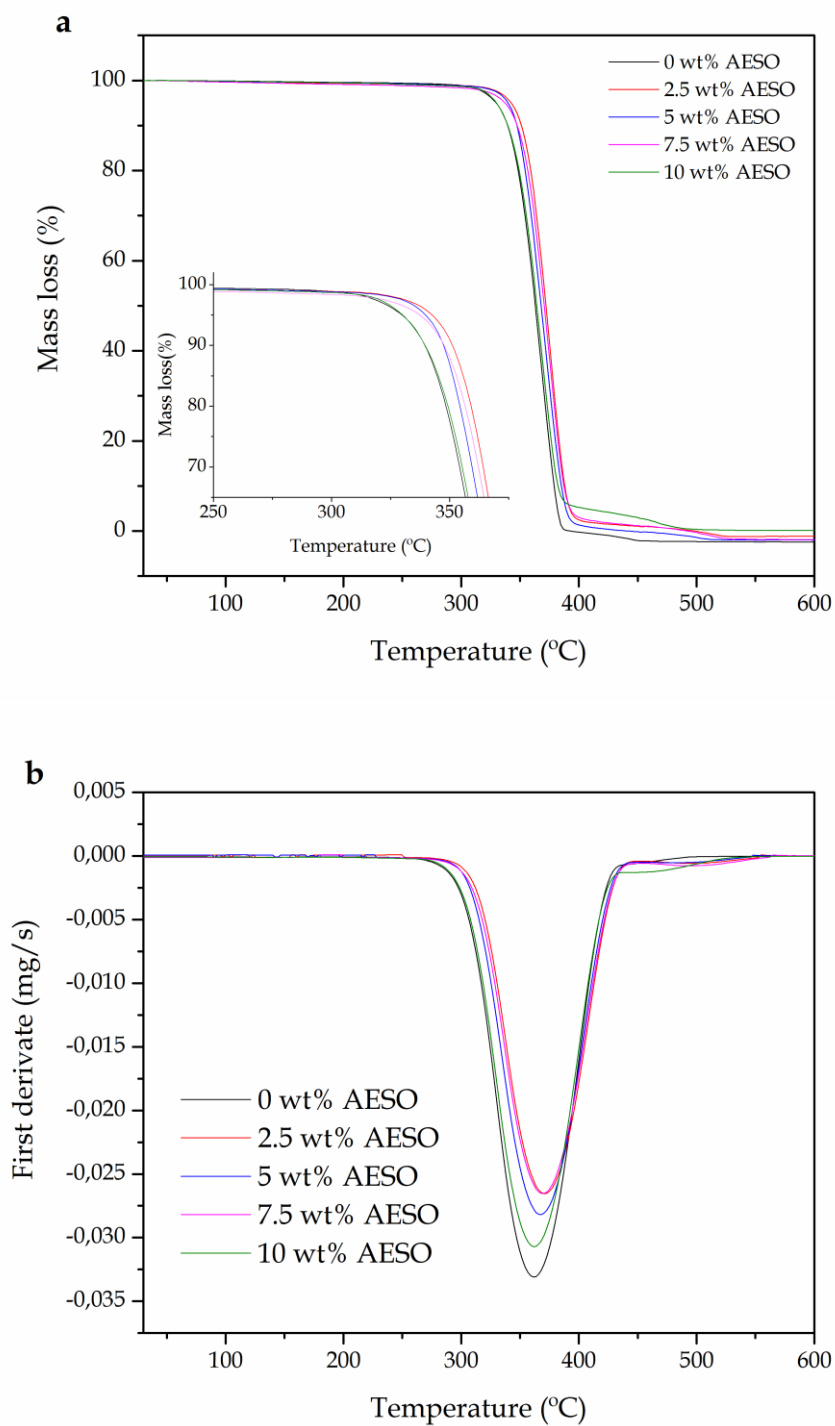 a
100
80
60
40
20
0
Mass loss (%)
0 wt% AESO
2.5 wt% AESO
5 wt% AESO
7.5 wt% AESO
10 wt% AESO
100
90
80
70
Mass loss(%)
250 300 350
Temperature (ºC)
100 200 300 400 500 600
Temperature (ºC)
b
0,005
0,000
-0,005
-0,010
-0,015
-0,020
-0,025
-0,030
-0,035
First derivate (mg/s)
0 wt% AESO
2.5 wt% AESO
5 wt% AESO
7.5 wt% AESO
10 wt% AESO
100 200 300 400 500 600
Temperature (ºC)